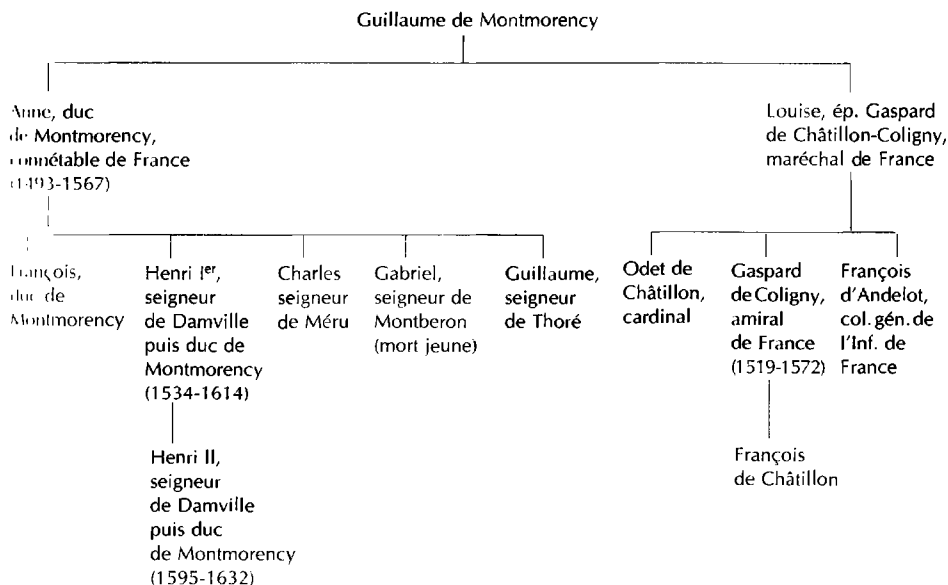 Guillaume de Montmorency
Anne, duc
de Montmorency,
connétable de France
(1493-1567)
Louise, ép. Gaspard
de Châtillon-Coligny,
maréchal de France
François,
duc de
Montmorency
Henri Ier,
seigneur
de Damville
puis duc de
Montmorency
(1534-1614)
Charles
seigneur
de Méru
Gabriel,
seigneur de
Montberon
(mort jeune)
Guillaume,
seigneur
de Thoré
Odet de
Châtillon,
cardinal
Gaspard
de Coligny,
amiral
de France
(1519-1572)
François
d'Andelot,
col. gén. de
l'Inf. de
France
Henri II,
seigneur
de Damville
puis duc
de Montmorency
(1595-1632)
François
de Châtillon